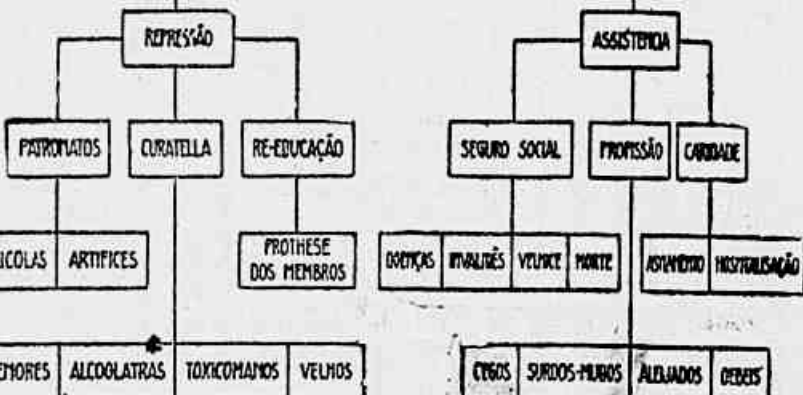 REPRESSÃO
ASSISTENCIA
PATRONATOS
CURATELLA
RE-EDUCAÇÃO
SEGURO SOCIAL
PROFISSÃO
CARIDADE
ICOLAS
ARTIFICES
PROTHESE
DOS MEMBROS
DOENÇAS
INVALIDÊS
VELHICE
MORTE
HOSPITALISAÇÃO
ENORES
ALCOOLATRAS
TOXICOMANOS
VELHOS
CEGOS
SURDOS-MUDOS
ALEIJADOS
DEBEIS